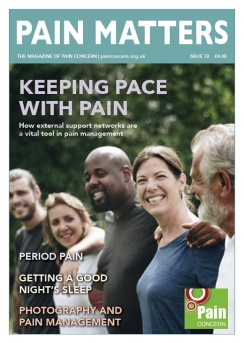 PAIN MATTERS
THE MAGAZINE OF PAIN CONCERN | painconcern.org.uk ISSUE 72 £4.00
KEEPING PACE
WITH PAIN
How external support networks are
a vital tool in pain management
PERIOD PAIN
GETTING A GOOD
NIGHT'S SLEEP
PHOTOGRAPHY AND
PAIN MANAGEMENT
Pain
CONCERN